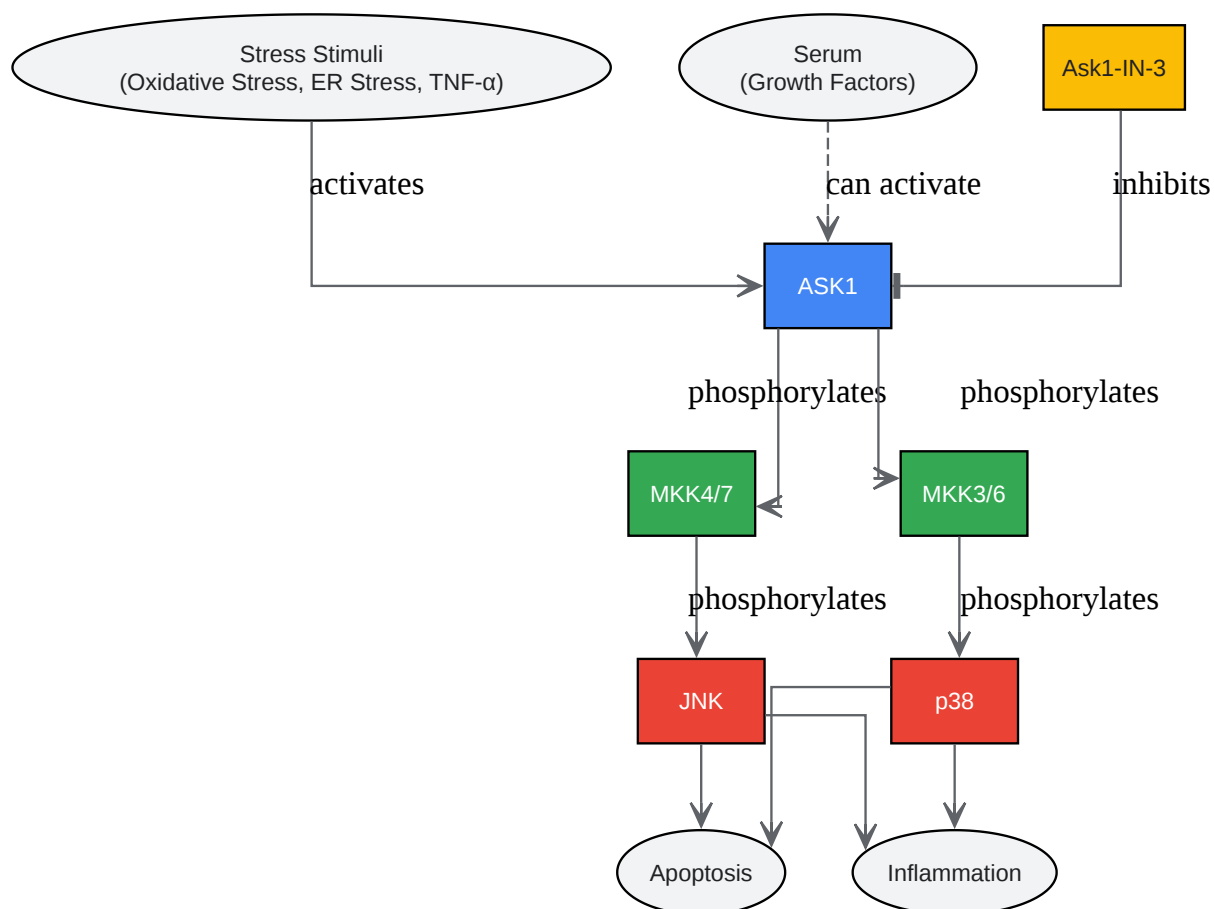 Stress Stimuli
(Oxidative Stress, ER Stress, TNF-α)
Serum
(Growth Factors)
Ask1-IN-3
activates
can activate
inhibits
ASK1
phosphorylates
phosphorylates
MKK4/7
MKK3/6
phosphorylates
phosphorylates
JNK
p38
Apoptosis
Inflammation